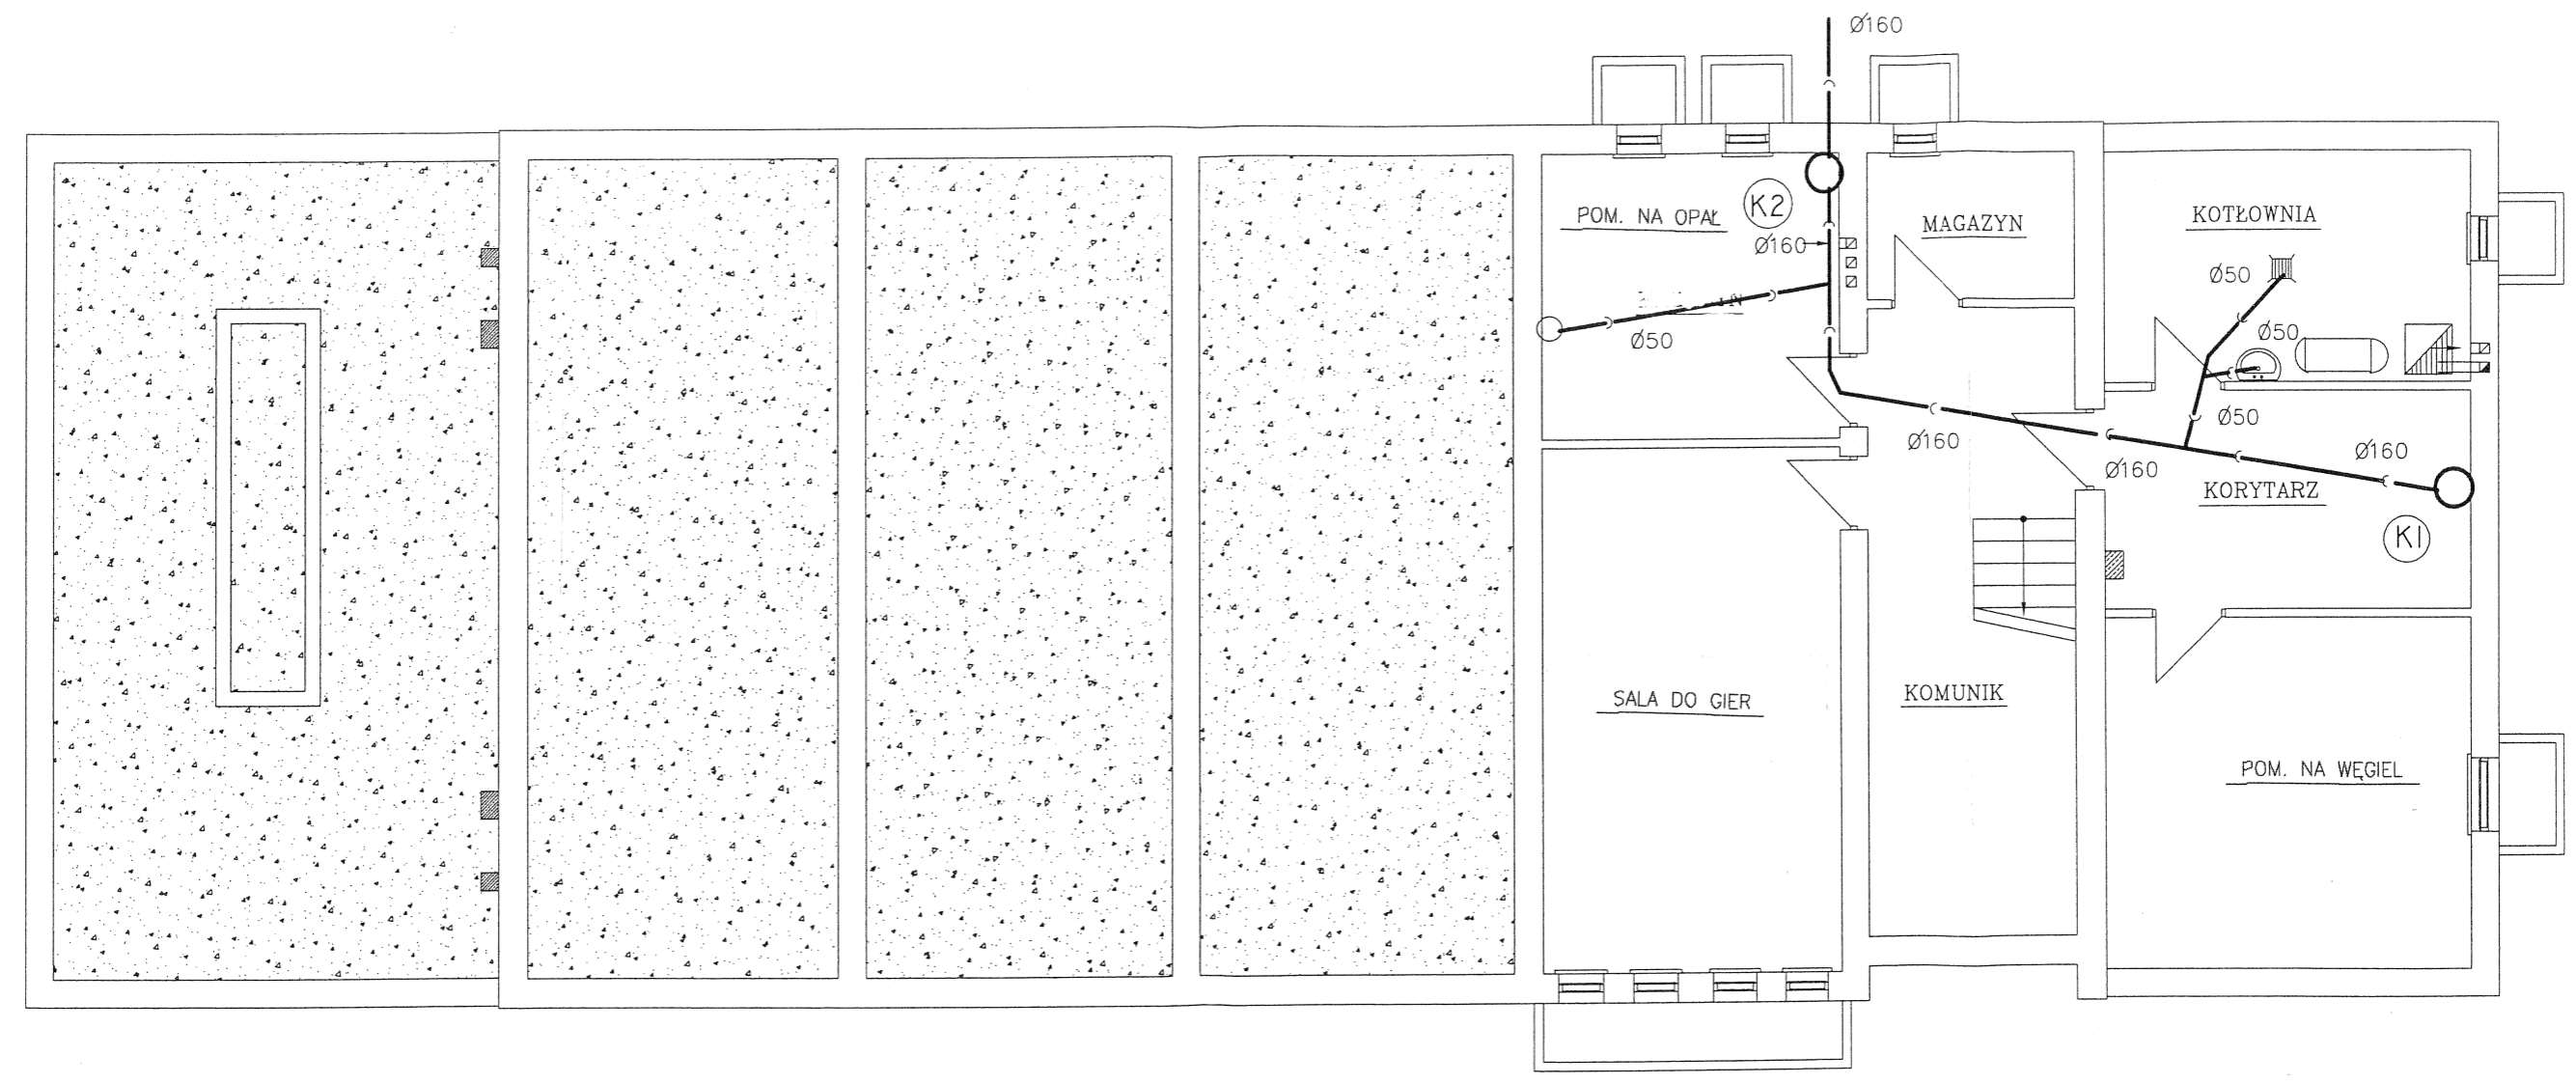 Ø160
POM. NA OPAŁ
K2
MAGAZYN
KOTŁOWNIA
Ø160
Ø50
Ø50
Ø50
Ø50
Ø160
Ø160
Ø160
KORYTARZ
K1
SALA DO GIER
KOMUNIK
POM. NA WĘGIEL